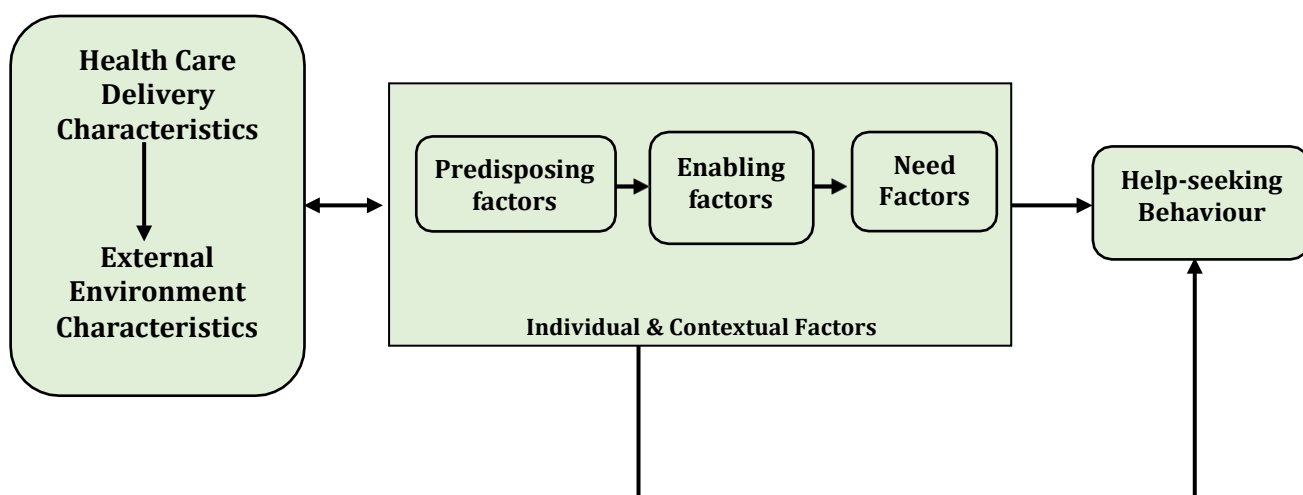 Health Care
Delivery
Characteristics
External
Environment
Characteristics
Predisposing
factors
Enabling
factors
Need
Factors
Individual & Contextual Factors
Help-seeking
Behaviour